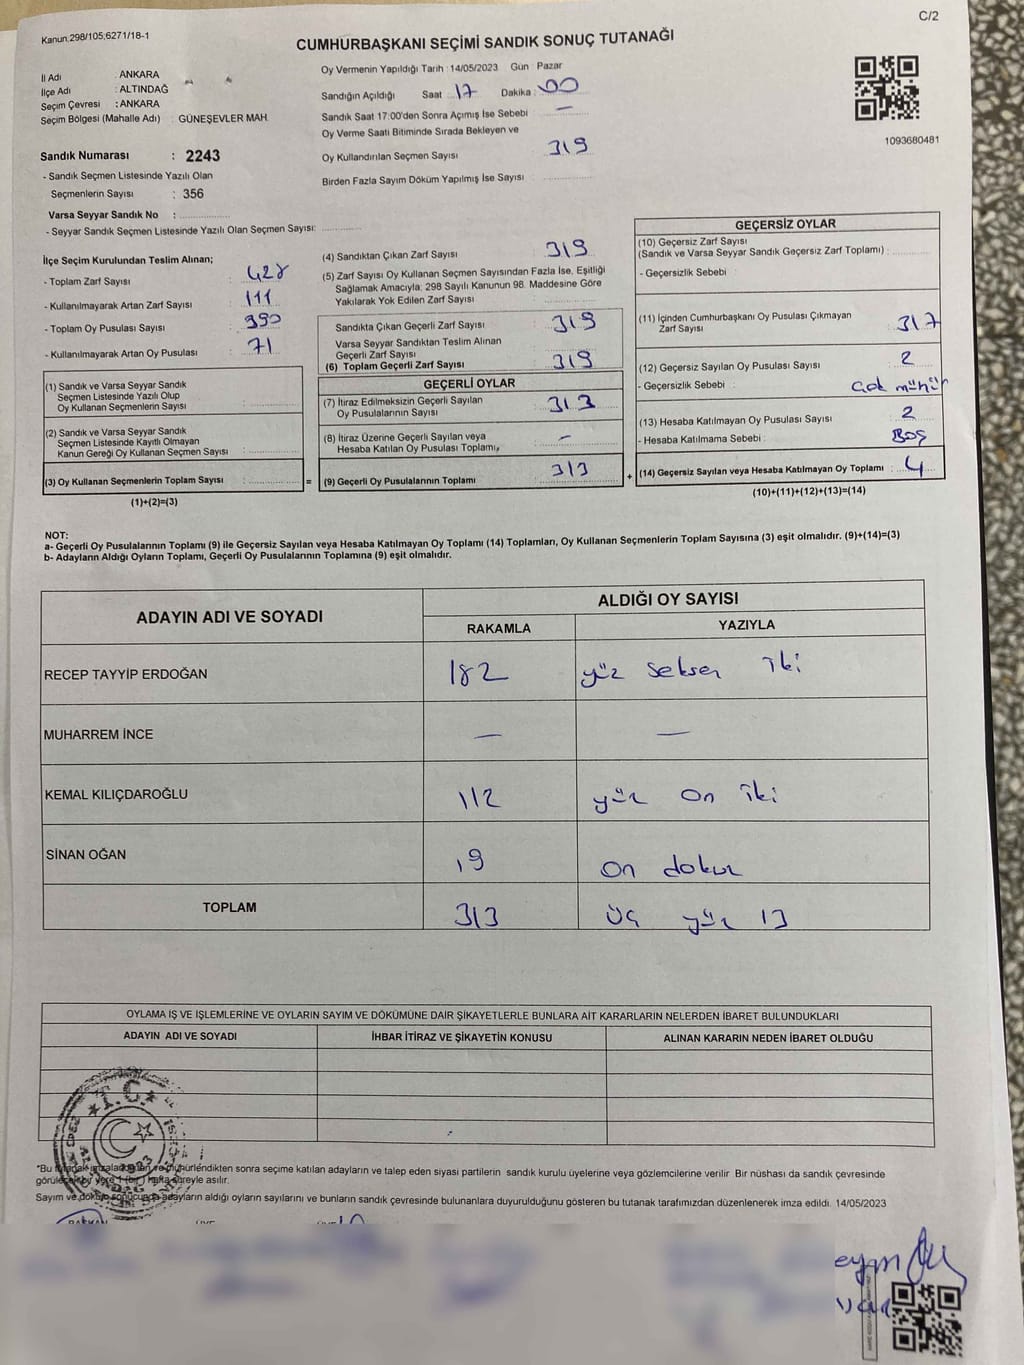 C/2
Kanun:298/105;6271/18-1
CUMHURBAŞKANI SEÇİMİ SANDIK SONUÇ TUTANAĞI
İl Adı : ANKARA
İlçe Adı : ALTINDAĞ
Seçim Çevresi : ANKARA
Seçim Bölgesi (Mahalle Adı) : GÜNEŞEVLER MAH.
Sandık Numarası : 2243
- Sandık Seçmen Listesinde Yazılı Olan
Seçmenlerin Sayısı : 356
Varsa Seyyar Sandık No :
- Seyyar Sandık Seçmen Listesinde Yazılı Olan Seçmen Sayısı:
Oy Vermenin Yapıldığı Tarih : 14/05/2023 Gün : Pazar
Sandığın Açıldığı Saat : 17 Dakika : 00
Sandık Saat 17:00'den Sonra Açımış İse Sebebi : —
Oy Verme Saati Bitiminde Sırada Bekleyen ve
Oy Kullandırılan Seçmen Sayısı : 319
Birden Fazla Sayım Döküm Yapılmış İse Sayısı :
1093680481
İlçe Seçim Kurulundan Teslim Alınan;
- Toplam Zarf Sayısı : 428
- Kullanılmayarak Artan Zarf Sayısı : 111
- Toplam Oy Pusulası Sayısı : 390
- Kullanılmayarak Artan Oy Pusulası : 71
(1) Sandık ve Varsa Seyyar Sandık
Seçmen Listesinde Yazılı Olup
Oy Kullanan Seçmenlerin Sayısı :
(2) Sandık ve Varsa Seyyar Sandık
Seçmen Listesinde Kayıtlı Olmayan
Kanun Gereği Oy Kullanan Seçmen Sayısı :
(3) Oy Kullanan Seçmenlerin Toplam Sayısı : =
(1)+(2)=(3)
(4) Sandıktan Çıkan Zarf Sayısı : 319
(5) Zarf Sayısı Oy Kullanan Seçmen Sayısından Fazla İse, Eşitliği
Sağlamak Amacıyla; 298 Sayılı Kanunun 98. Maddesine Göre
Yakılarak Yok Edilen Zarf Sayısı :
Sandıkta Çıkan Geçerli Zarf Sayısı : 319
Varsa Seyyar Sandıktan Teslim Alınan
Geçerli Zarf Sayısı :
(6) Toplam Geçerli Zarf Sayısı : 319
GEÇERLİ OYLAR
(7) İtiraz Edilmeksizin Geçerli Sayılan
Oy Pusulalarının Sayısı : 313
(8) İtiraz Üzerine Geçerli Sayılan veya
Hesaba Katılan Oy Pusulası Toplamı, : —
(9) Geçerli Oy Pusulalarının Toplamı : 313 +
GEÇERSİZ OYLAR
(10) Geçersiz Zarf Sayısı
(Sandık ve Varsa Seyyar Sandık Geçersiz Zarf Toplamı) :
- Geçersizlik Sebebi :
(11) İçinden Cumhurbaşkanı Oy Pusulası Çıkmayan
Zarf Sayısı : 317
(12) Geçersiz Sayılan Oy Pusulası Sayısı : 2
- Geçersizlik Sebebi : Çok mühür
(13) Hesaba Katılmayan Oy Pusulası Sayısı : 2
- Hesaba Katılmama Sebebi : Boş
(14) Geçersiz Sayılan veya Hesaba Katılmayan Oy Toplamı : 4
(10)+(11)+(12)+(13)=(14)
NOT:
a- Geçerli Oy Pusulalarının Toplamı (9) ile Geçersiz Sayılan veya Hesaba Katılmayan Oy Toplamı (14) Toplamları, Oy Kullanan Seçmenlerin Toplam Sayısına (3) eşit olmalıdır. (9)+(14)=(3)
b- Adayların Aldığı Oyların Toplamı, Geçerli Oy Pusulalarının Toplamına (9) eşit olmalıdır.
ADAYIN ADI VE SOYADI ALDIĞI OY SAYISI
RAKAMLA YAZIYLA
RECEP TAYYİP ERDOĞAN 182 yüz seksen iki
MUHARREM İNCE — —
KEMAL KILIÇDAROĞLU 112 yüz on iki
SİNAN OĞAN 19 on dokuz
TOPLAM 313 üç yüz 13
OYLAMA İŞ VE İŞLEMLERİNE VE OYLARIN SAYIM VE DÖKÜMÜNE DAİR ŞİKAYETLERLE BUNLARA AİT KARARLARIN NELERDEN İBARET BULUNDUKLARI
ADAYIN ADI VE SOYADI İHBAR İTİRAZ VE ŞİKAYETİN KONUSU ALINAN KARARIN NEDEN İBARET OLDUĞU
T.C.
*Bu tutanak imzalandıktan ve mühürlendikten sonra seçime katılan adayların ve talep eden siyasi partilerin sandık kurulu üyelerine veya gözlemcilerine verilir. Bir nüshası da sandık çevresinde
görülecek bir yere 1 (bir) hafta süreyle asılır.
Sayım ve döküm sonucunda adayların aldığı oyların sayılarını ve bunların sandık çevresinde bulunanlara duyurulduğunu gösteren bu tutanak tarafımızdan düzenlenerek imza edildi. 14/05/2023
BAŞKAN